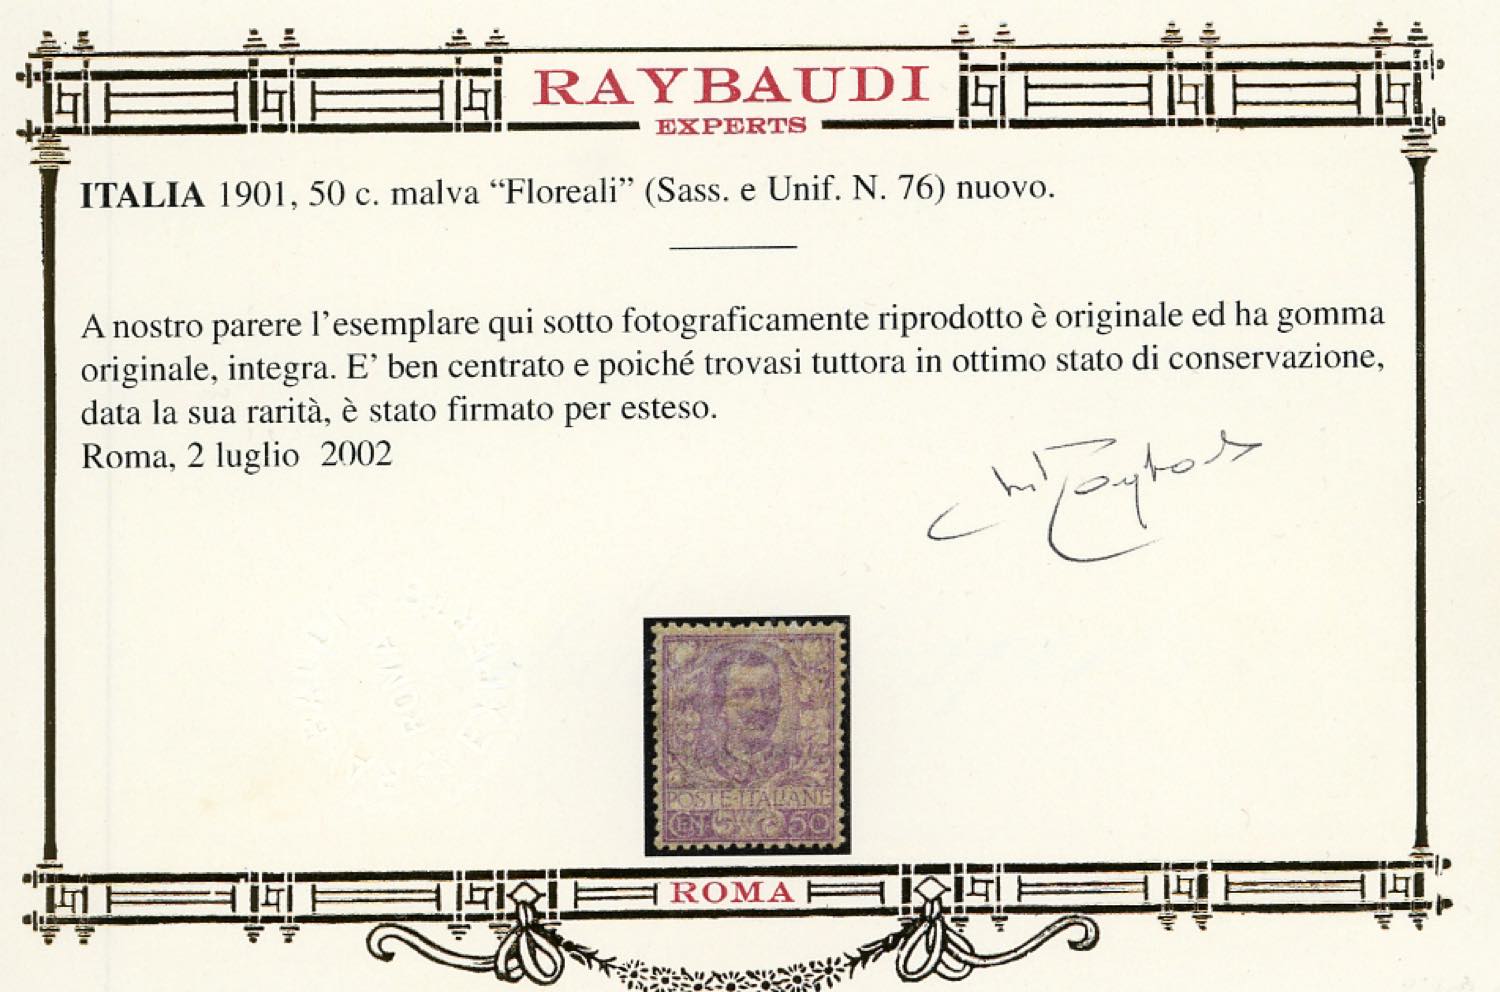 RAYBAUDI
EXPERTS
ITALIA 1901, 50 c. malva “Floreali” (Sass. e Unif. N. 76) nuovo.
A nostro parere l’esemplare qui sotto fotograficamente riprodotto è originale ed ha gomma
originale, integra. E’ ben centrato e poiché trovasi tuttora in ottimo stato di conservazione,
data la sua rarità, è stato firmato per esteso.
Roma, 2 luglio 2002
ROMA
POSTE ITALIANE
CEN 50
ROMA